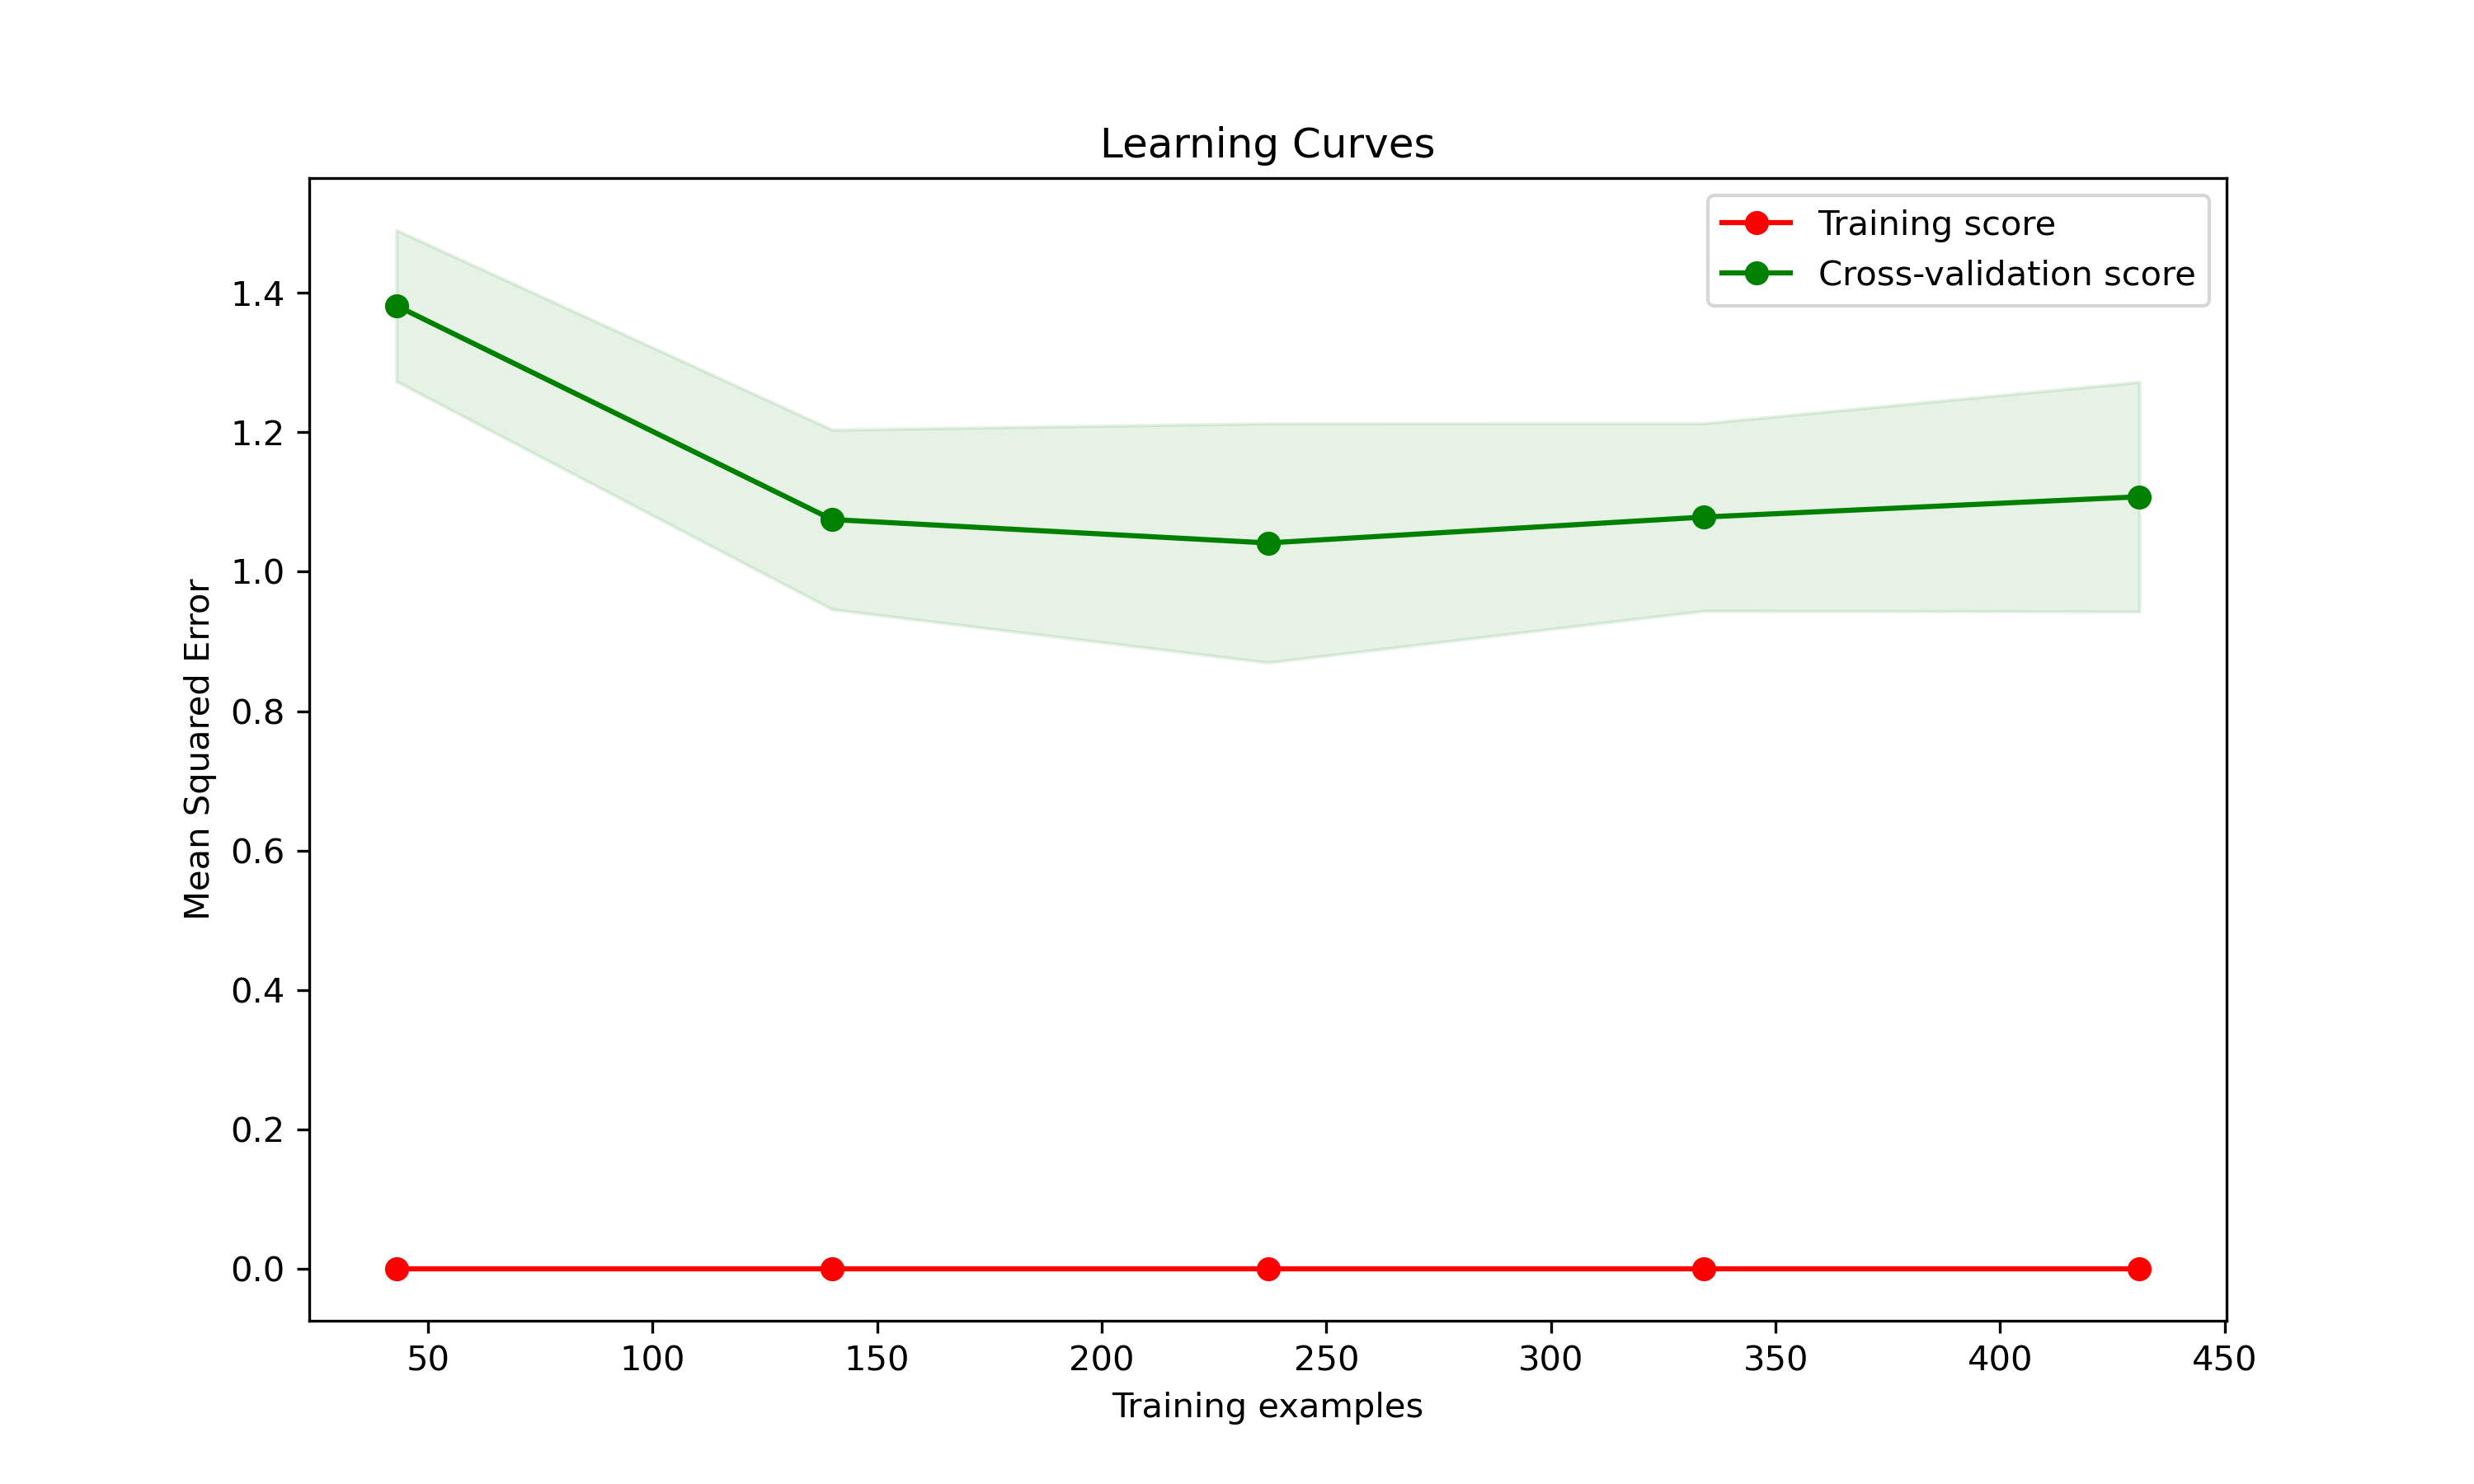 Learning Curves
Training score
Cross-validation score
Mean Squared Error
1.4
1.2
1.0
0.8
0.6
0.4
0.2
0.0
50 100 150 200 250 300 350 400 450
Training examples